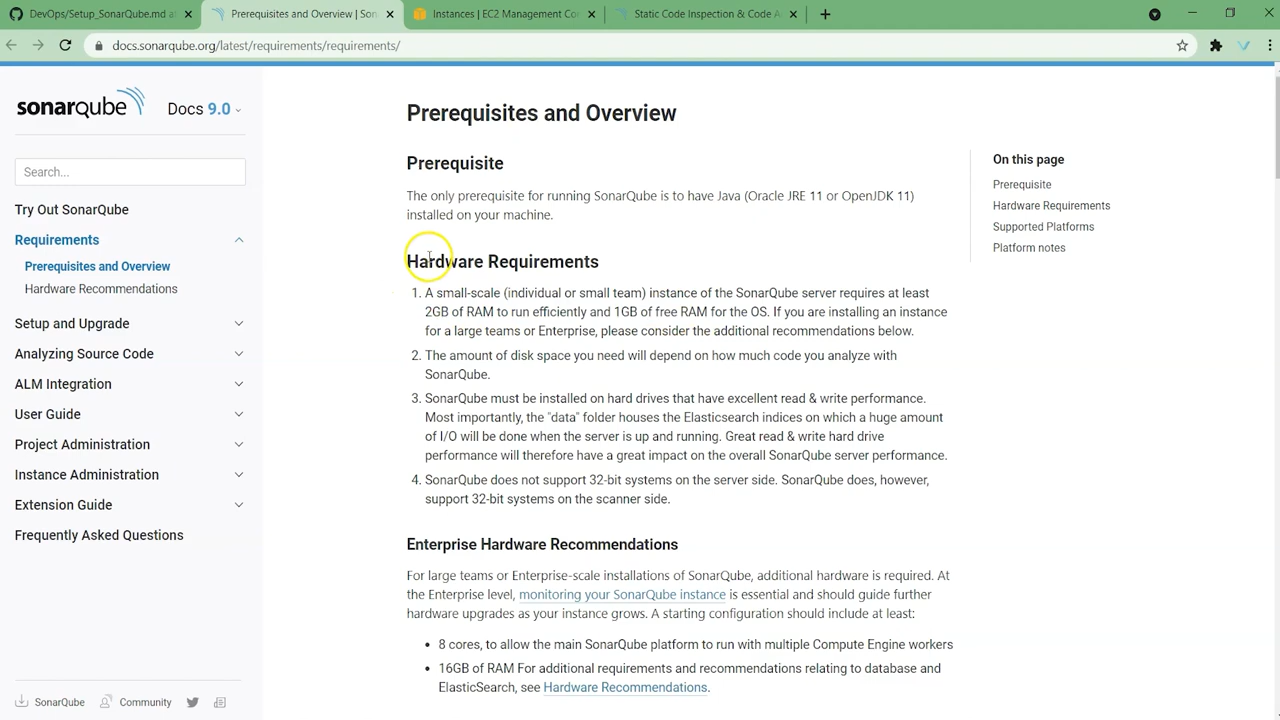 DevOps/Setup_SonarQube.md at
Prerequisites and Overview | Son
Instances | EC2 Management Con
Static Code Inspection & Code A
docs.sonarqube.org/latest/requirements/requirements/
sonarqube
Docs 9.0
Search...
Try Out SonarQube
Requirements
Prerequisites and Overview
Hardware Recommendations
Setup and Upgrade
Analyzing Source Code
ALM Integration
User Guide
Project Administration
Instance Administration
Extension Guide
Frequently Asked Questions
SonarQube
Community
Prerequisites and Overview
Prerequisite
The only prerequisite for running SonarQube is to have Java (Oracle JRE 11 or OpenJDK 11)
installed on your machine.
Hardware Requirements
1. A small-scale (individual or small team) instance of the SonarQube server requires at least
2GB of RAM to run efficiently and 1GB of free RAM for the OS. If you are installing an instance
for a large teams or Enterprise, please consider the additional recommendations below.
2. The amount of disk space you need will depend on how much code you analyze with
SonarQube.
3. SonarQube must be installed on hard drives that have excellent read & write performance.
Most importantly, the "data" folder houses the Elasticsearch indices on which a huge amount
of I/O will be done when the server is up and running. Great read & write hard drive
performance will therefore have a great impact on the overall SonarQube server performance.
4. SonarQube does not support 32-bit systems on the server side. SonarQube does, however,
support 32-bit systems on the scanner side.
Enterprise Hardware Recommendations
For large teams or Enterprise-scale installations of SonarQube, additional hardware is required. At
the Enterprise level, monitoring your SonarQube instance is essential and should guide further
hardware upgrades as your instance grows. A starting configuration should include at least:
• 8 cores, to allow the main SonarQube platform to run with multiple Compute Engine workers
• 16GB of RAM For additional requirements and recommendations relating to database and
ElasticSearch, see Hardware Recommendations.
On this page
Prerequisite
Hardware Requirements
Supported Platforms
Platform notes